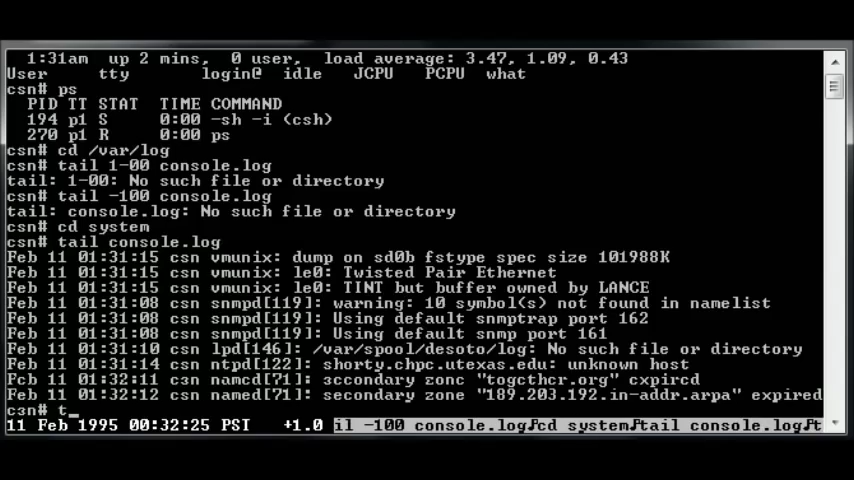 1:31am up 2 mins, 0 user, load average: 3.47, 1.09, 0.43
User tty login@ idle JCPU PCPU what
csn# ps
PID TT STAT TIME COMMAND
194 p1 S 0:00 -sh -i (csh)
270 p1 R 0:00 ps
csn# cd /var/log
csn# tail 1-00 console.log
tail: 1-00: No such file or directory
csn# tail -100 console.log
tail: console.log: No such file or directory
csn# cd system
csn# tail console.log
Feb 11 01:31:15 csn vmunix: dump on sd0b fstype spec size 101988K
Feb 11 01:31:15 csn vmunix: le0: Twisted Pair Ethernet
Feb 11 01:31:15 csn vmunix: le0: TINT but buffer owned by LANCE
Feb 11 01:31:08 csn snmpd[119]: warning: 10 symbol(s) not found in namelist
Feb 11 01:31:08 csn snmpd[119]: Using default snmptrap port 162
Feb 11 01:31:08 csn snmpd[119]: Using default snmp port 161
Feb 11 01:31:10 csn lpd[146]: /var/spool/desoto/log: No such file or directory
Feb 11 01:31:14 csn ntpd[122]: shorty.chpc.utexas.edu: unknown host
Feb 11 01:32:11 csn named[71]: secondary zone "together.org" expired
Feb 11 01:32:12 csn named[71]: secondary zone "189.203.192.in-addr.arpa" expired
csn# t_
11 Feb 1995 00:32:25 PSI +1.0 il -100 console.log♪cd system♪tail console.log♪t